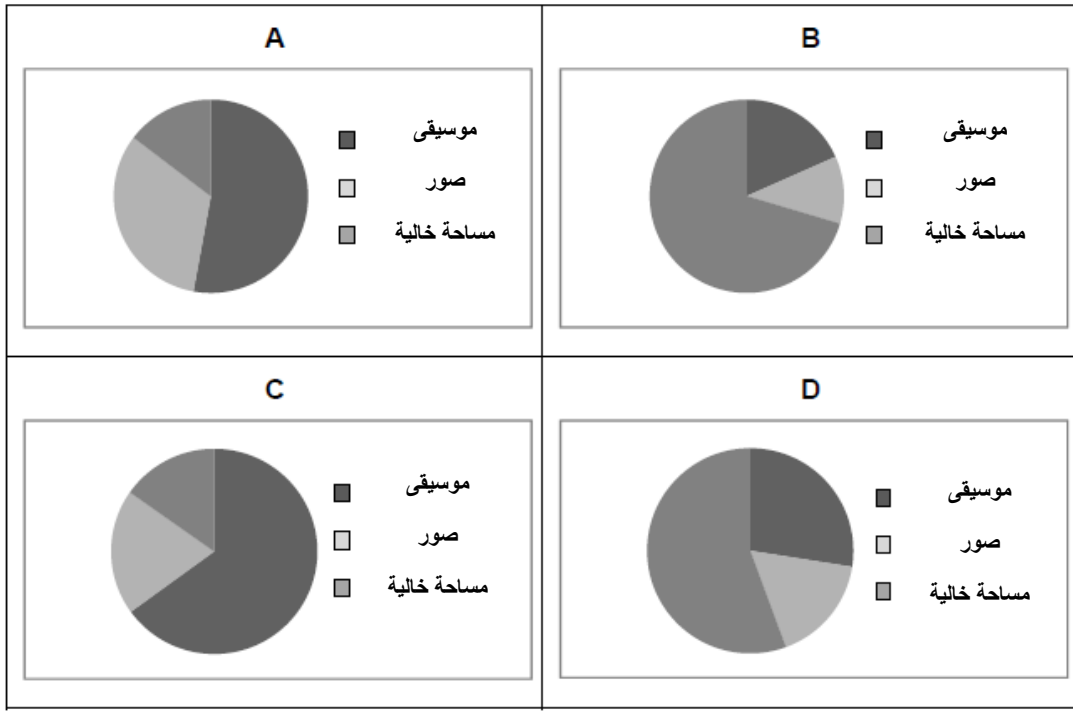 A
موسيقى
صور
مساحة خالية
B
موسيقى
صور
مساحة خالية
C
موسيقى
صور
مساحة خالية
D
موسيقى
صور
مساحة خالية